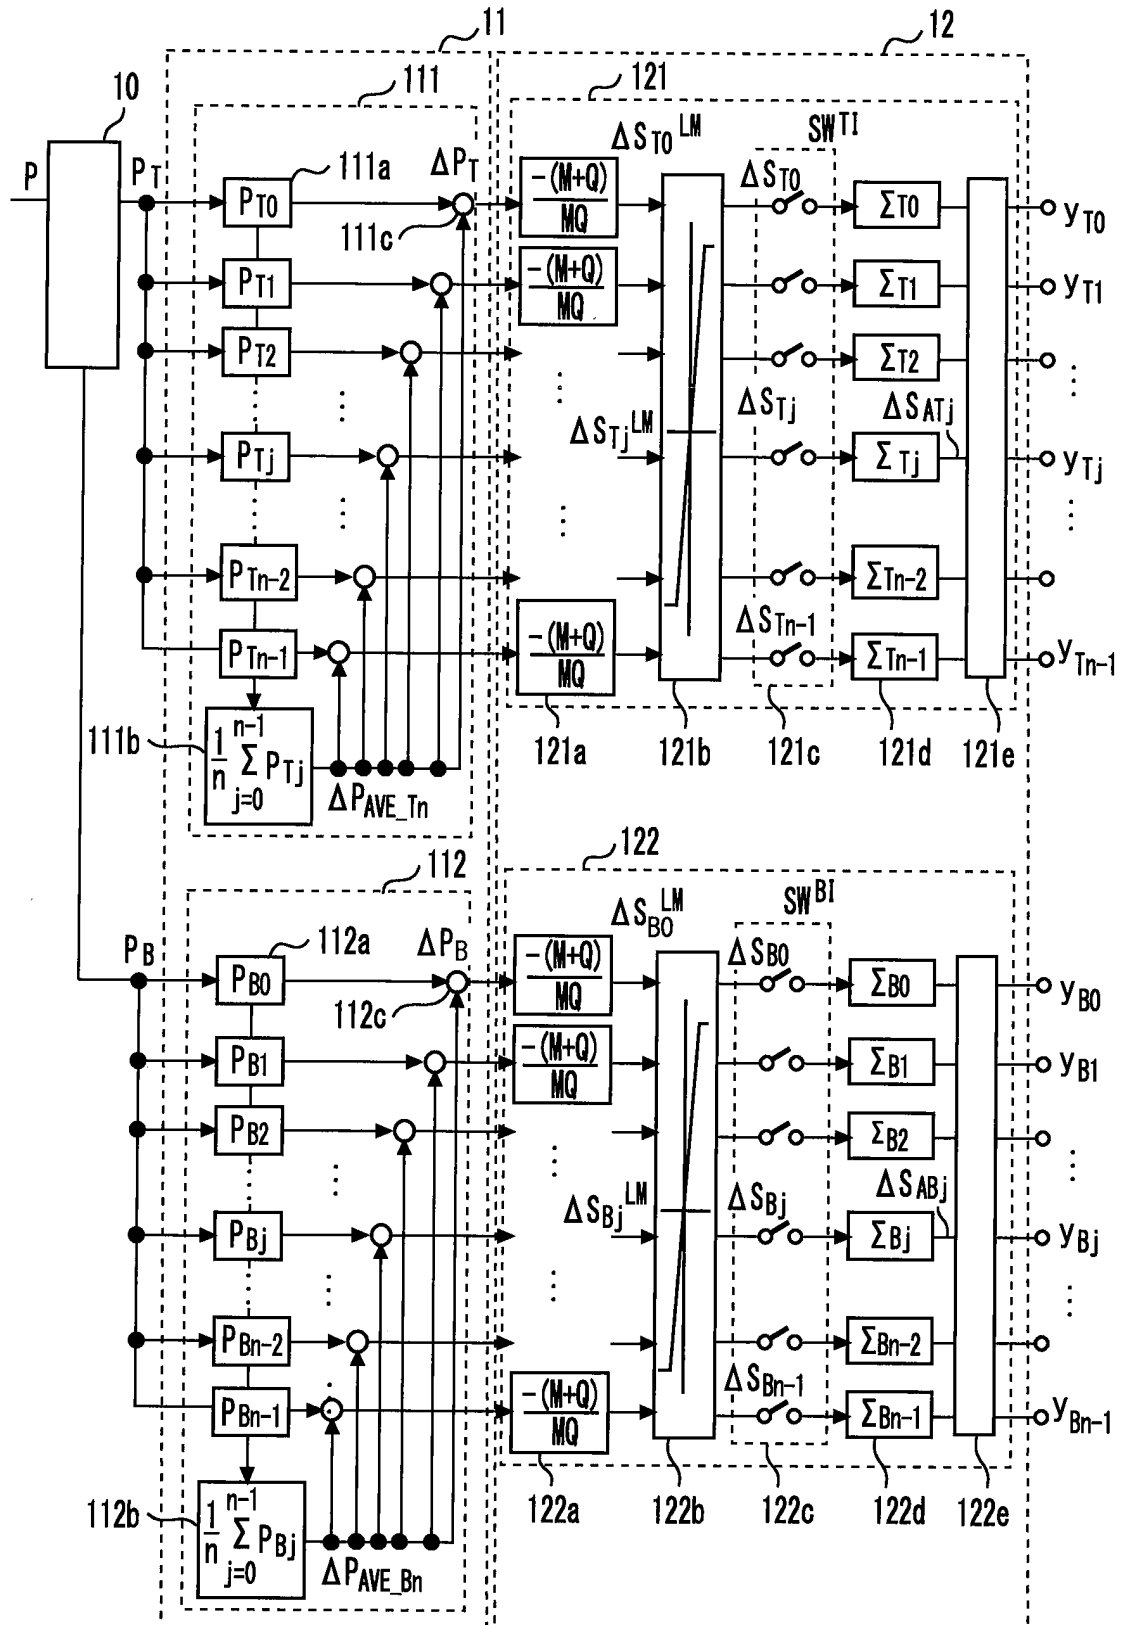 11
12
10
111
121
P
P_T
111a
ΔP_T
ΔS_T0^LM
SW^TI
P_T0
111c
-(M+Q)
MQ
ΔS_T0
Σ_T0
y_T0
P_T1
-(M+Q)
MQ
Σ_T1
y_T1
P_T2
Σ_T2
⋮
⋮
⋮
ΔS_Tj^LM
ΔS_Tj
ΔS_ATj
P_Tj
Σ_Tj
y_Tj
⋮
⋮
⋮
P_Tn-2
Σ_Tn-2
P_Tn-1
-(M+Q)
MQ
ΔS_Tn-1
Σ_Tn-1
y_Tn-1
111b
1/n Σ_{j=0}^{n-1} P_Tj
ΔP_AVE_Tn
121a
121b
121c
121d
121e
112
122
P_B
112a
ΔP_B
ΔS_B0^LM
SW^BI
P_B0
112c
-(M+Q)
MQ
ΔS_B0
Σ_B0
y_B0
P_B1
-(M+Q)
MQ
Σ_B1
y_B1
P_B2
Σ_B2
⋮
⋮
⋮
ΔS_Bj^LM
ΔS_Bj
ΔS_ABj
P_Bj
Σ_Bj
y_Bj
⋮
⋮
⋮
P_Bn-2
Σ_Bn-2
P_Bn-1
-(M+Q)
MQ
ΔS_Bn-1
Σ_Bn-1
y_Bn-1
112b
1/n Σ_{j=0}^{n-1} P_Bj
ΔP_AVE_Bn
122a
122b
122c
122d
122e